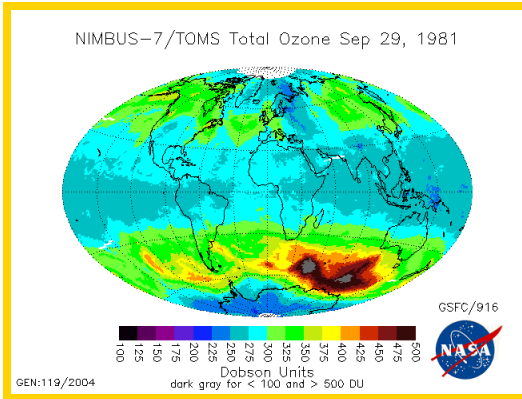 NIMBUS-7/TOMS Total Ozone Sep 29, 1981
GSFC/916
NASA
100 125 150 175 200 225 250 275 300 325 350 375 400 425 450 475 500
Dobson Units
dark gray for < 100 and > 500 DU
GEN:119/2004